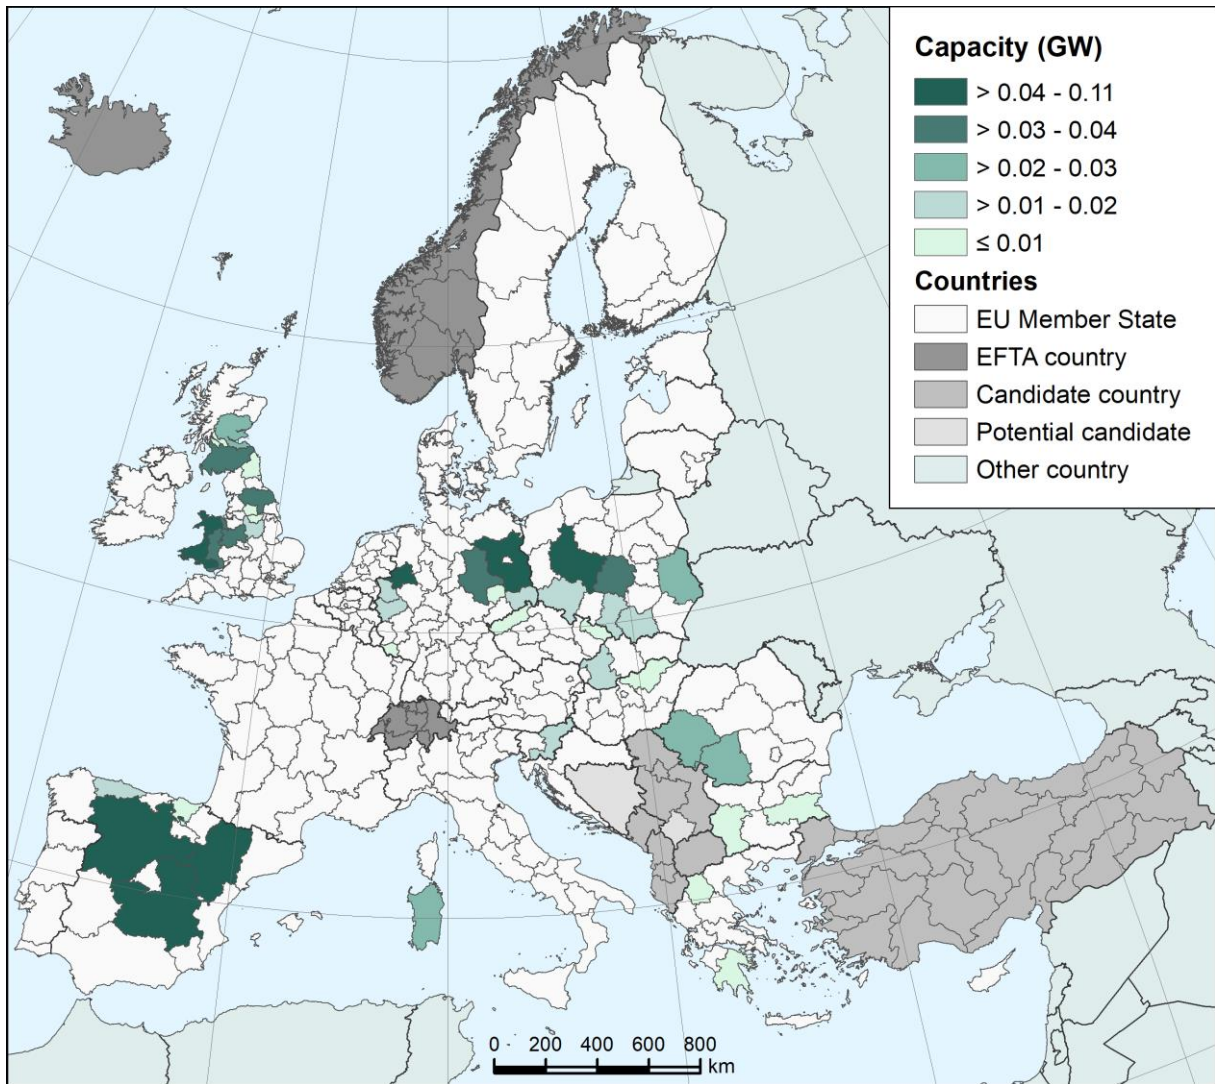 Capacity (GW)
> 0.04 - 0.11
> 0.03 - 0.04
> 0.02 - 0.03
> 0.01 - 0.02
≤ 0.01
Countries
EU Member State
EFTA country
Candidate country
Potential candidate
Other country
0 200 400 600 800
km